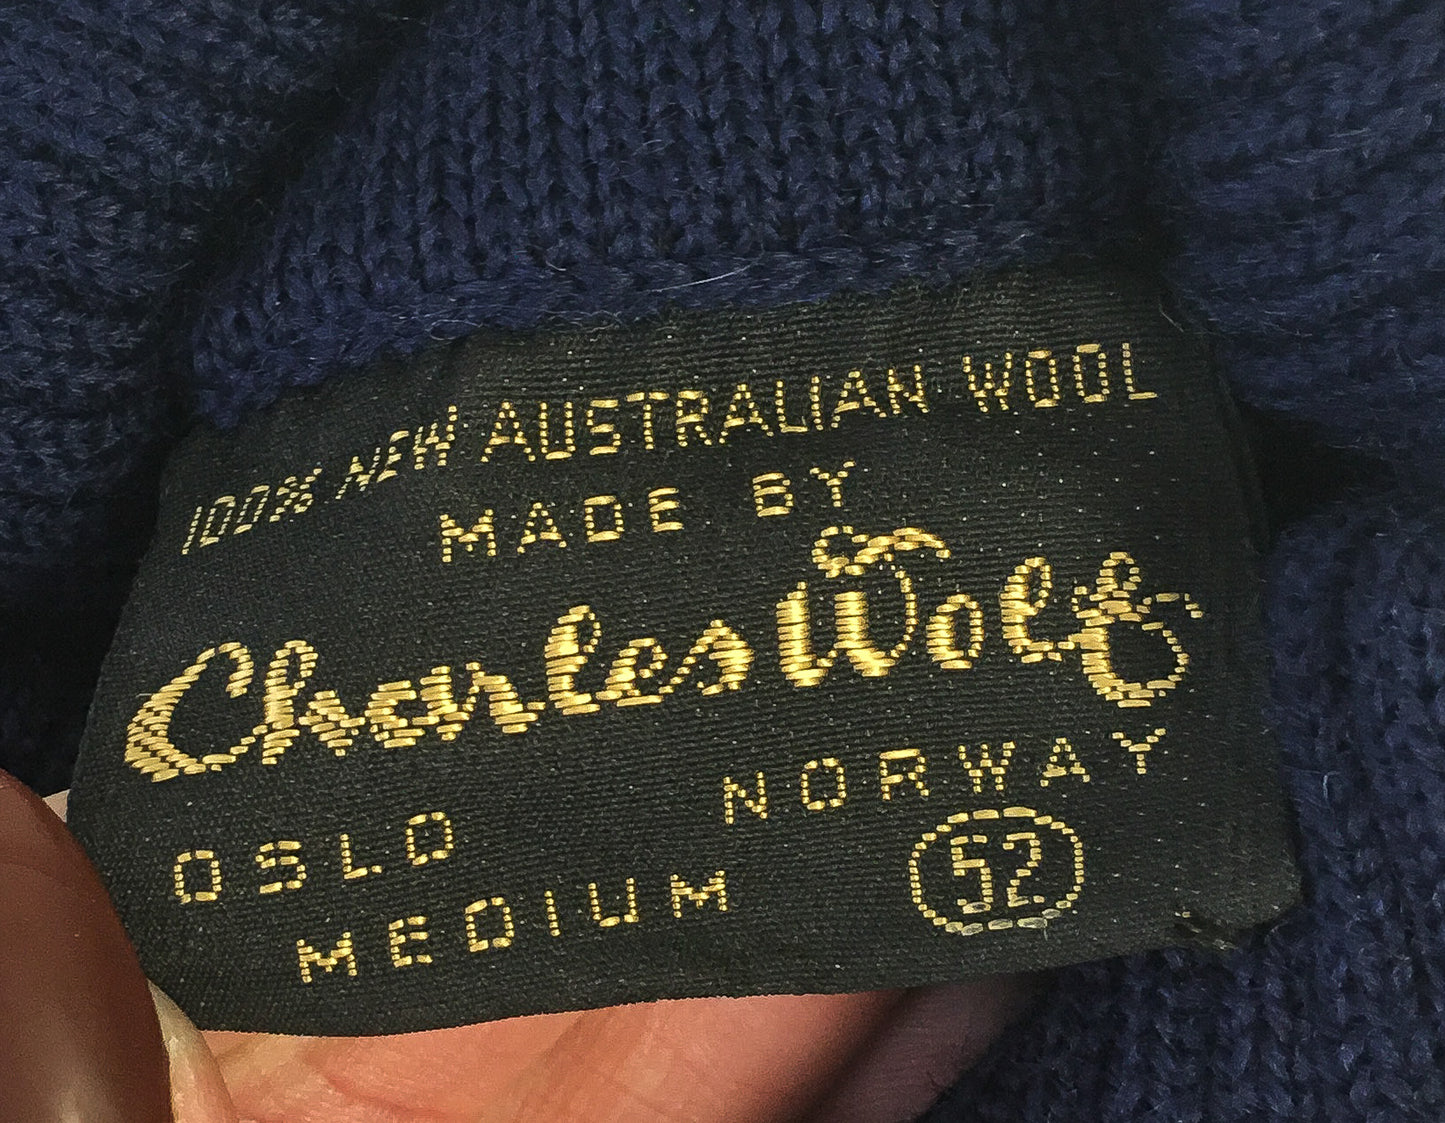 100% NEW AUSTRALIAN WOOL
MADE BY
Charles Wolf
OSLO NORWAY
MEDIUM 52